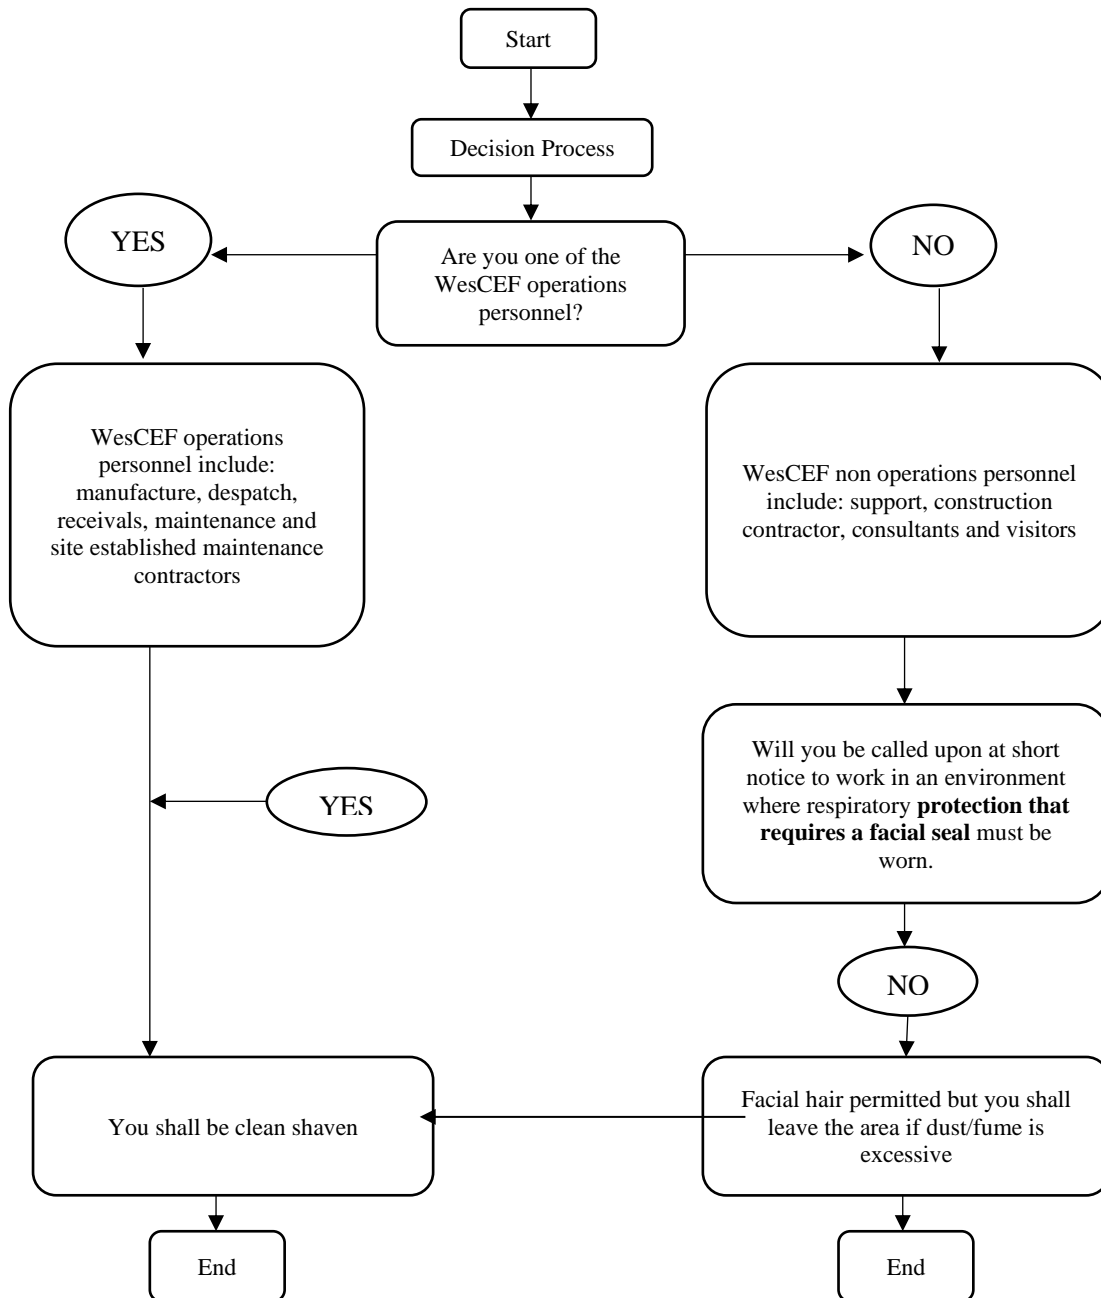 Start
Decision Process
YES
NO
Are you one of the
WesCEF operations
personnel?
WesCEF operations
personnel include:
manufacture, despatch,
receivals, maintenance and
site established maintenance
contractors
WesCEF non operations personnel
include: support, construction
contractor, consultants and visitors
Will you be called upon at short
notice to work in an environment
where respiratory protection that
requires a facial seal must be
worn.
YES
NO
You shall be clean shaven
Facial hair permitted but you shall
leave the area if dust/fume is
excessive
End
End